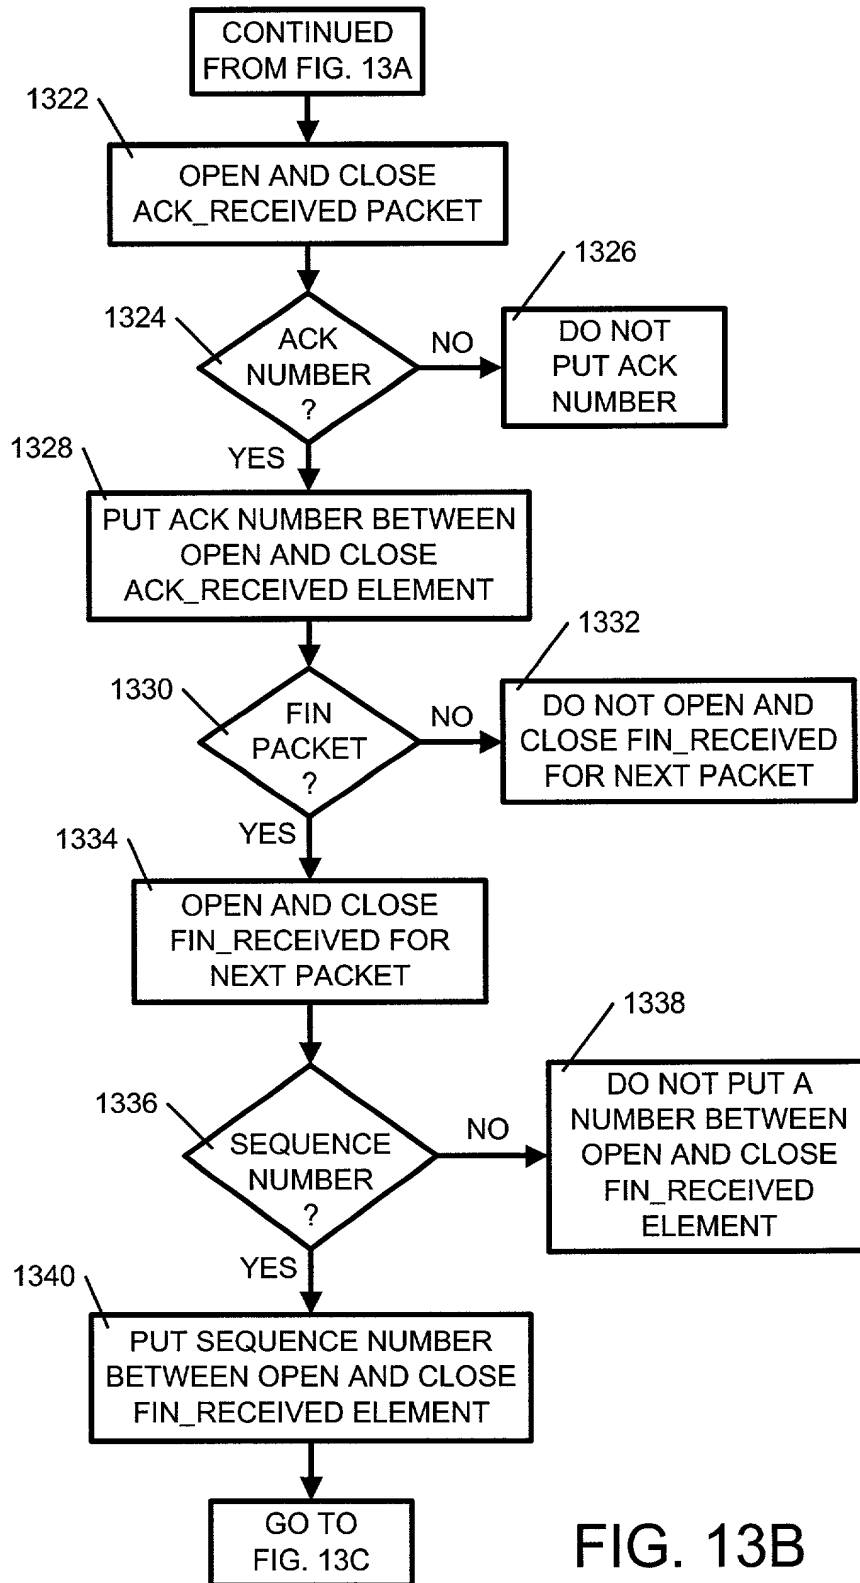 CONTINUED
FROM FIG. 13A
1322
OPEN AND CLOSE
ACK_RECEIVED PACKET
1324
ACK
NUMBER
?
NO
1326
DO NOT
PUT ACK
NUMBER
YES
1328
PUT ACK NUMBER BETWEEN
OPEN AND CLOSE
ACK_RECEIVED ELEMENT
1330
FIN
PACKET
?
NO
1332
DO NOT OPEN AND
CLOSE FIN_RECEIVED
FOR NEXT PACKET
YES
1334
OPEN AND CLOSE
FIN_RECEIVED FOR
NEXT PACKET
1336
SEQUENCE
NUMBER
?
NO
1338
DO NOT PUT A
NUMBER BETWEEN
OPEN AND CLOSE
FIN_RECEIVED
ELEMENT
YES
1340
PUT SEQUENCE NUMBER
BETWEEN OPEN AND CLOSE
FIN_RECEIVED ELEMENT
GO TO
FIG. 13C
FIG. 13B